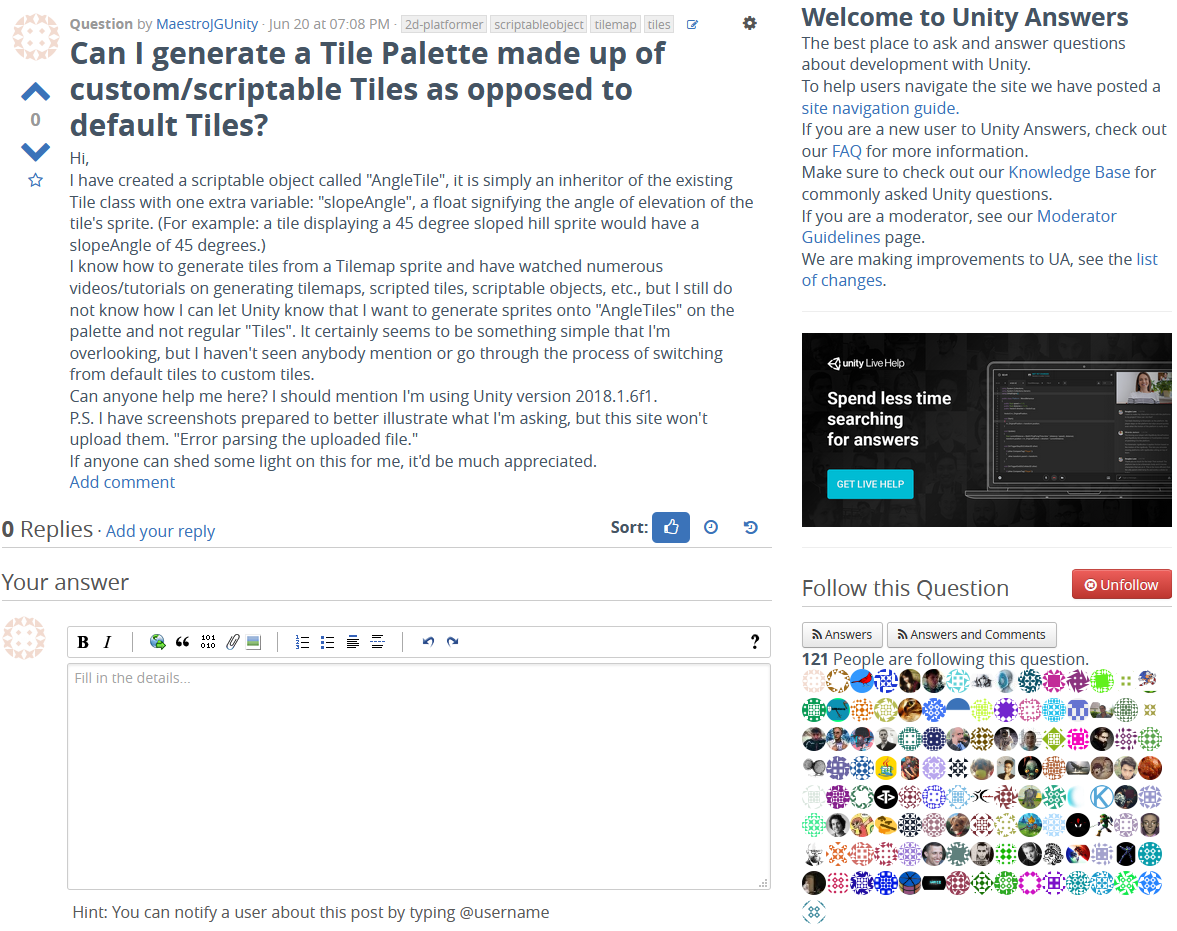 Question by MaestroJGUnity · Jun 20 at 07:08 PM · 2d-platformer scriptableobject tilemap tiles
Can I generate a Tile Palette made up of
custom/scriptable Tiles as opposed to
default Tiles?
0
Hi,
I have created a scriptable object called "AngleTile", it is simply an inheritor of the existing
Tile class with one extra variable: "slopeAngle", a float signifying the angle of elevation of the
tile's sprite. (For example: a tile displaying a 45 degree sloped hill sprite would have a
slopeAngle of 45 degrees.)
I know how to generate tiles from a Tilemap sprite and have watched numerous
videos/tutorials on generating tilemaps, scripted tiles, scriptable objects, etc., but I still do
not know how I can let Unity know that I want to generate sprites onto "AngleTiles" on the
palette and not regular "Tiles". It certainly seems to be something simple that I'm
overlooking, but I haven't seen anybody mention or go through the process of switching
from default tiles to custom tiles.
Can anyone help me here? I should mention I'm using Unity version 2018.1.6f1.
P.S. I have screenshots prepared to better illustrate what I'm asking, but this site won't
upload them. "Error parsing the uploaded file."
If anyone can shed some light on this for me, it'd be much appreciated.
Add comment
0 Replies · Add your reply
Sort:
Your answer
B I
101
010
?
Fill in the details...
Hint: You can notify a user about this post by typing @username
Welcome to Unity Answers
The best place to ask and answer questions
about development with Unity.
To help users navigate the site we have posted a
site navigation guide.
If you are a new user to Unity Answers, check out
our FAQ for more information.
Make sure to check out our Knowledge Base for
commonly asked Unity questions.
If you are a moderator, see our Moderator
Guidelines page.
We are making improvements to UA, see the list
of changes.
unity Live Help
Spend less time
searching
for answers
GET LIVE HELP
Follow this Question
Unfollow
Answers
Answers and Comments
121 People are following this question.